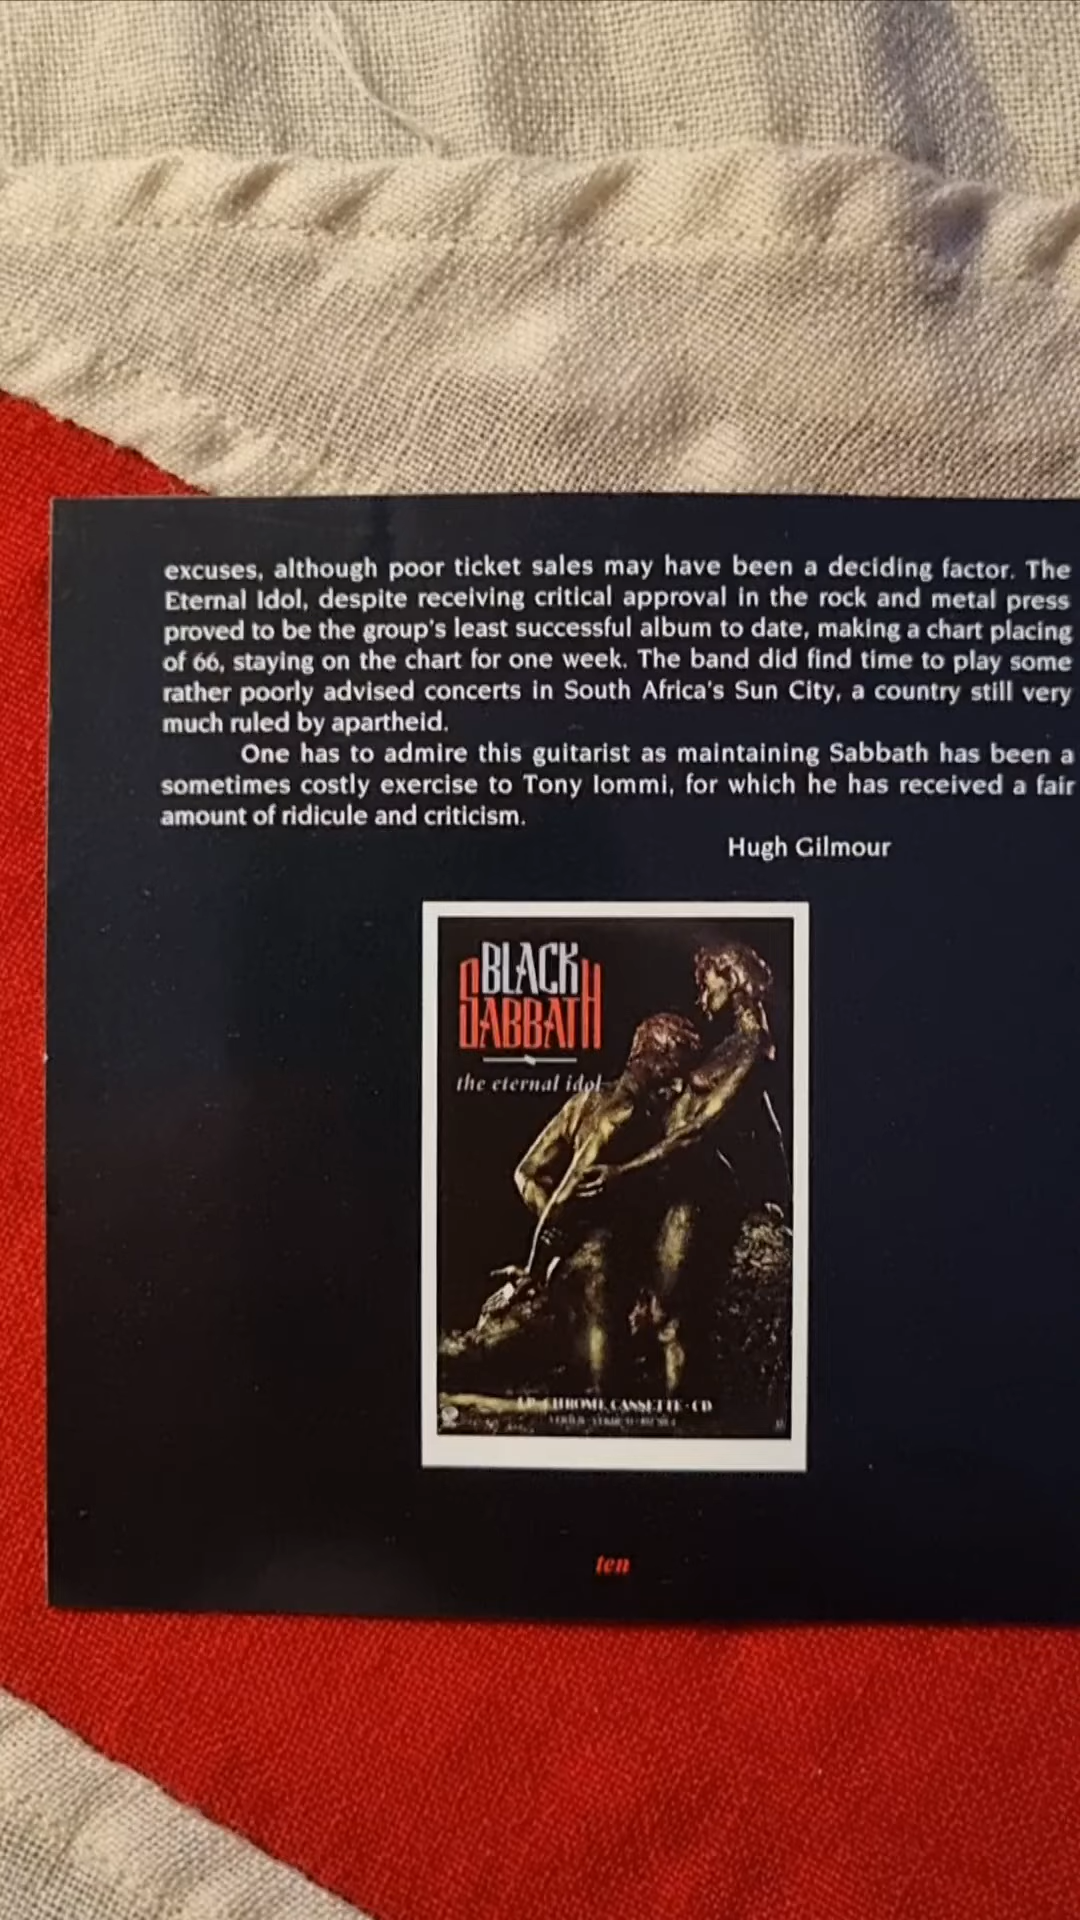 excuses, although poor ticket sales may have been a deciding factor. The
Eternal Idol, despite receiving critical approval in the rock and metal press
proved to be the group's least successful album to date, making a chart placing
of 66, staying on the chart for one week. The band did find time to play some
rather poorly advised concerts in South Africa's Sun City, a country still very
much ruled by apartheid.
One has to admire this guitarist as maintaining Sabbath has been a
sometimes costly exercise to Tony Iommi, for which he has received a fair
amount of ridicule and criticism.
Hugh Gilmour
BLACK
SABBATH
the eternal idol
CHROME CASSETTE · CD
ten